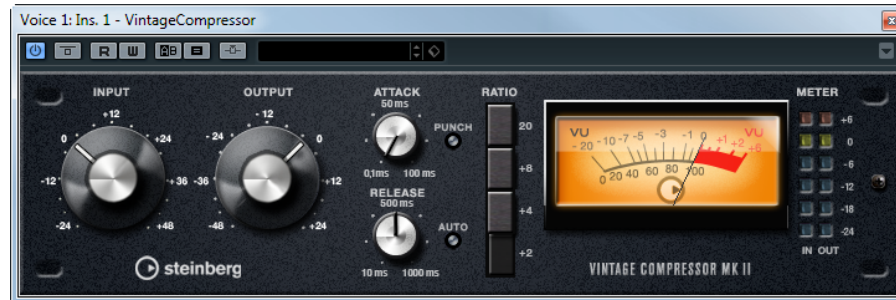 Voice 1: Ins. 1 - VintageCompressor
R W AB
INPUT
+12
0 +24
-12 +36
-24 +48
OUTPUT
-12
-24 0
-36 +12
-48 +24
ATTACK
50 ms
PUNCH
0,1ms 100 ms
RELEASE
500 ms
AUTO
10 ms 1000 ms
RATIO
20
+8
+4
+2
VU VU
-20 -10 -7 -5 -3 -1 0 +1 +2 +6
0 20 40 60 80 100
METER
+6
0
-6
-12
-18
-24
IN OUT
steinberg
VINTAGE COMPRESSOR MK II